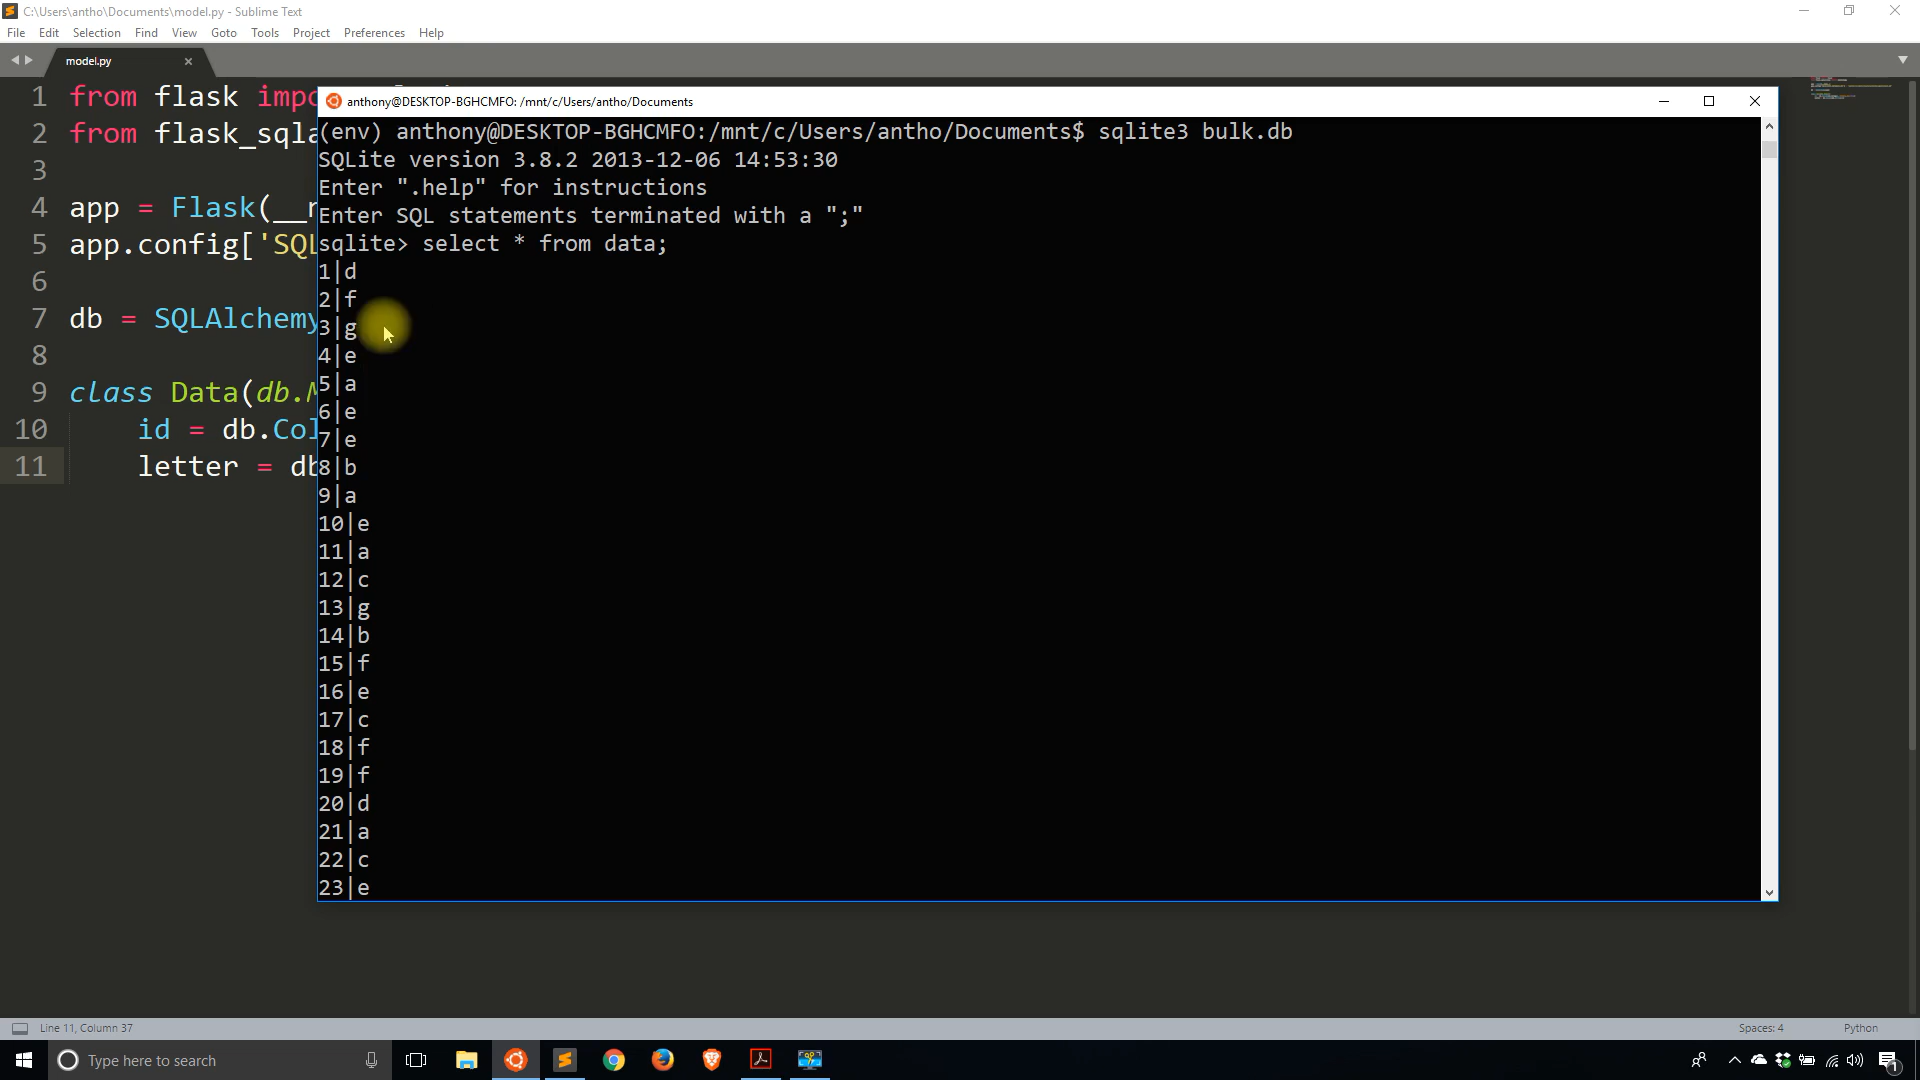 C:\Users\antho\Documents\model.py - Sublime Text
File Edit Selection Find View Goto Tools Project Preferences Help
model.py
1 from flask impo
2 from flask_sqla
3
4 app = Flask(__n
5 app.config['SQL
6
7 db = SQLAlchemy
8
9 class Data(db.M
10 id = db.Col
11 letter = db
anthony@DESKTOP-BGHCMFO: /mnt/c/Users/antho/Documents
(env) anthony@DESKTOP-BGHCMFO:/mnt/c/Users/antho/Documents$ sqlite3 bulk.db
SQLite version 3.8.2 2013-12-06 14:53:30
Enter ".help" for instructions
Enter SQL statements terminated with a ";"
sqlite> select * from data;
1|d
2|f
3|g
4|e
5|a
6|e
7|e
8|b
9|a
10|e
11|a
12|c
13|g
14|b
15|f
16|e
17|c
18|f
19|f
20|d
21|a
22|c
23|e
Line 11, Column 37
Spaces: 4
Python
Type here to search
1